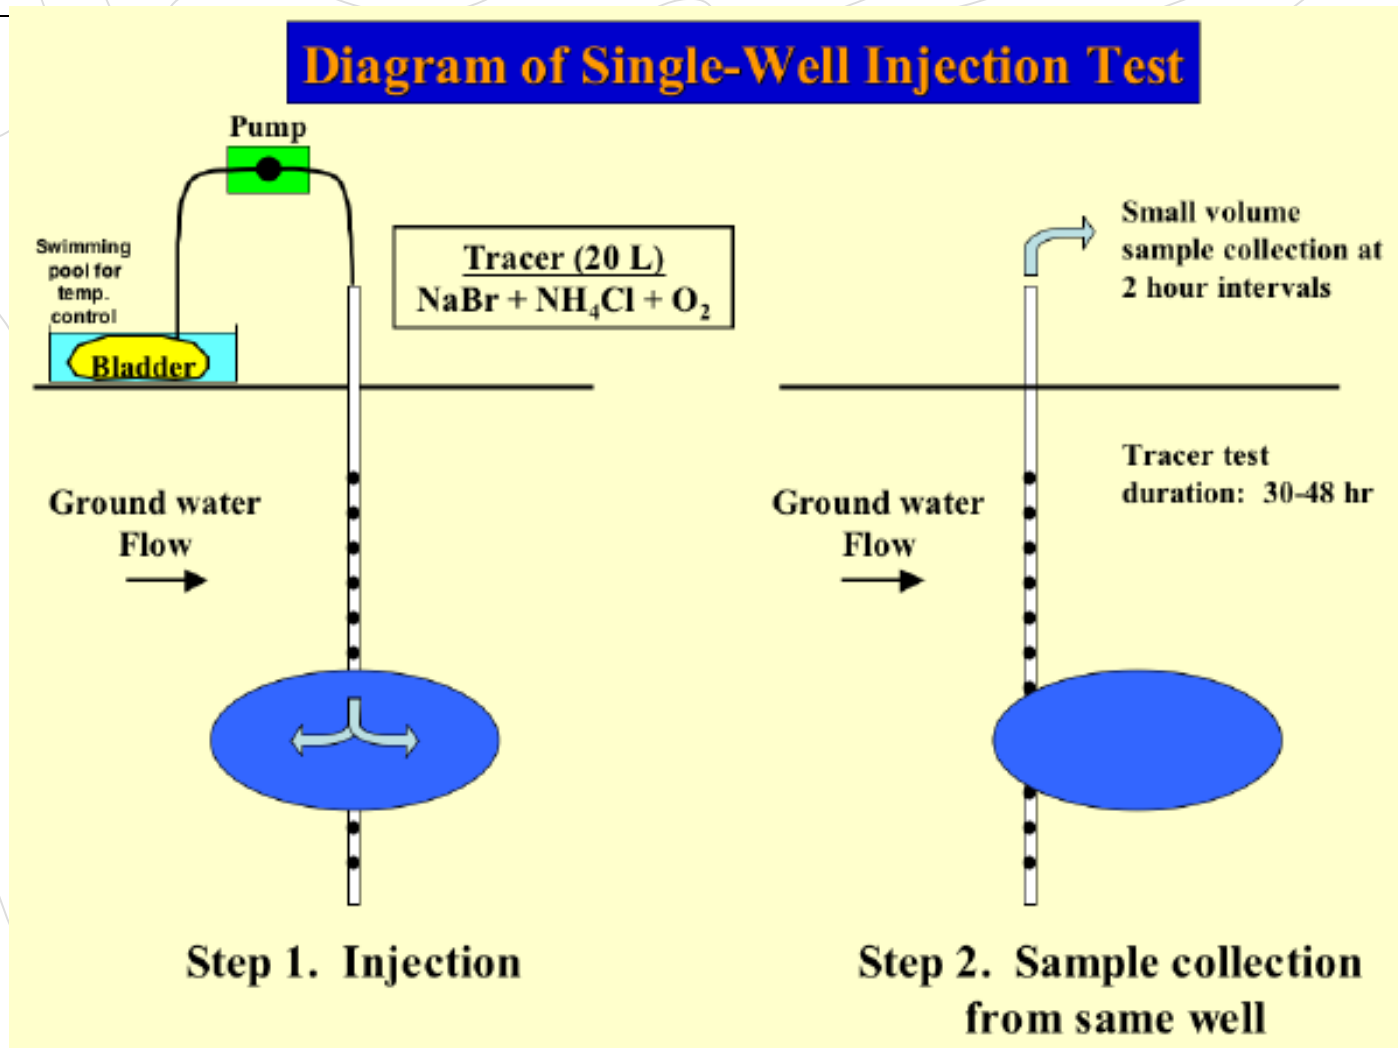 Diagram of Single-Well Injection Test
Pump
Swimming
pool for
temp.
control
Bladder
Tracer (20 L)
NaBr + NH₄Cl + O₂
Ground water
Flow
Step 1.  Injection
Small volume
sample collection at
2 hour intervals
Tracer test
duration:  30-48 hr
Ground water
Flow
Step 2.  Sample collection
from same well